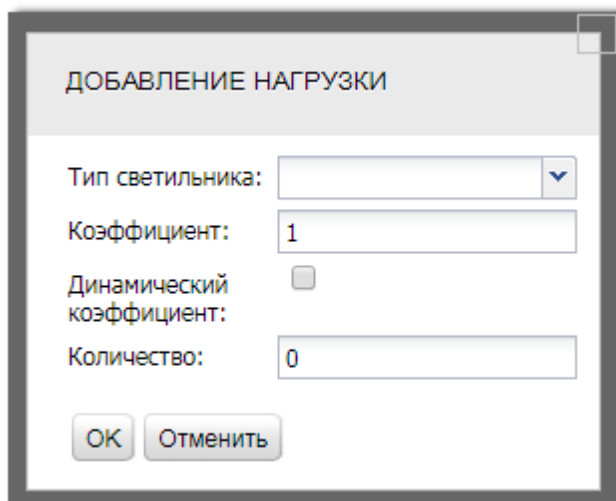 ДОБАВЛЕНИЕ НАГРУЗКИ
Тип светильника:
Коэффициент: 1
Динамический
коэффициент:
Количество: 0
OK Отменить